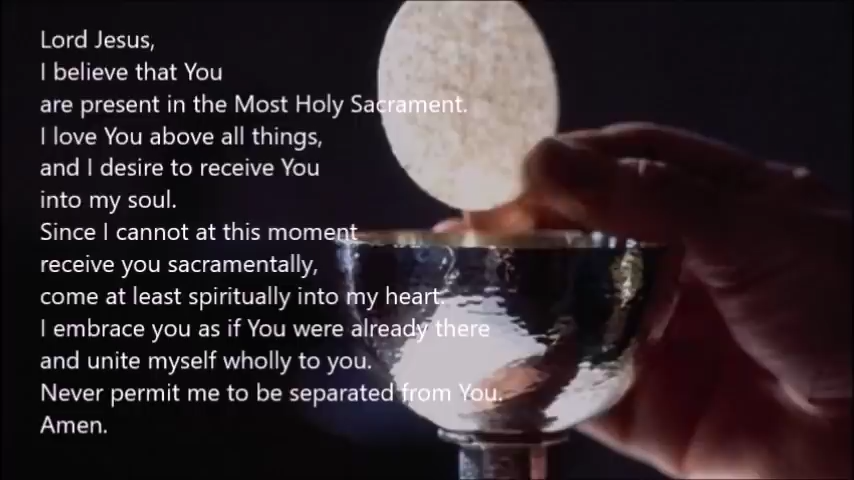 Lord Jesus,
I believe that You
are present in the Most Holy Sacrament.
I love You above all things,
and I desire to receive You
into my soul.
Since I cannot at this moment
receive you sacramentally,
come at least spiritually into my heart.
I embrace you as if You were already there
and unite myself wholly to you.
Never permit me to be separated from You.
Amen.